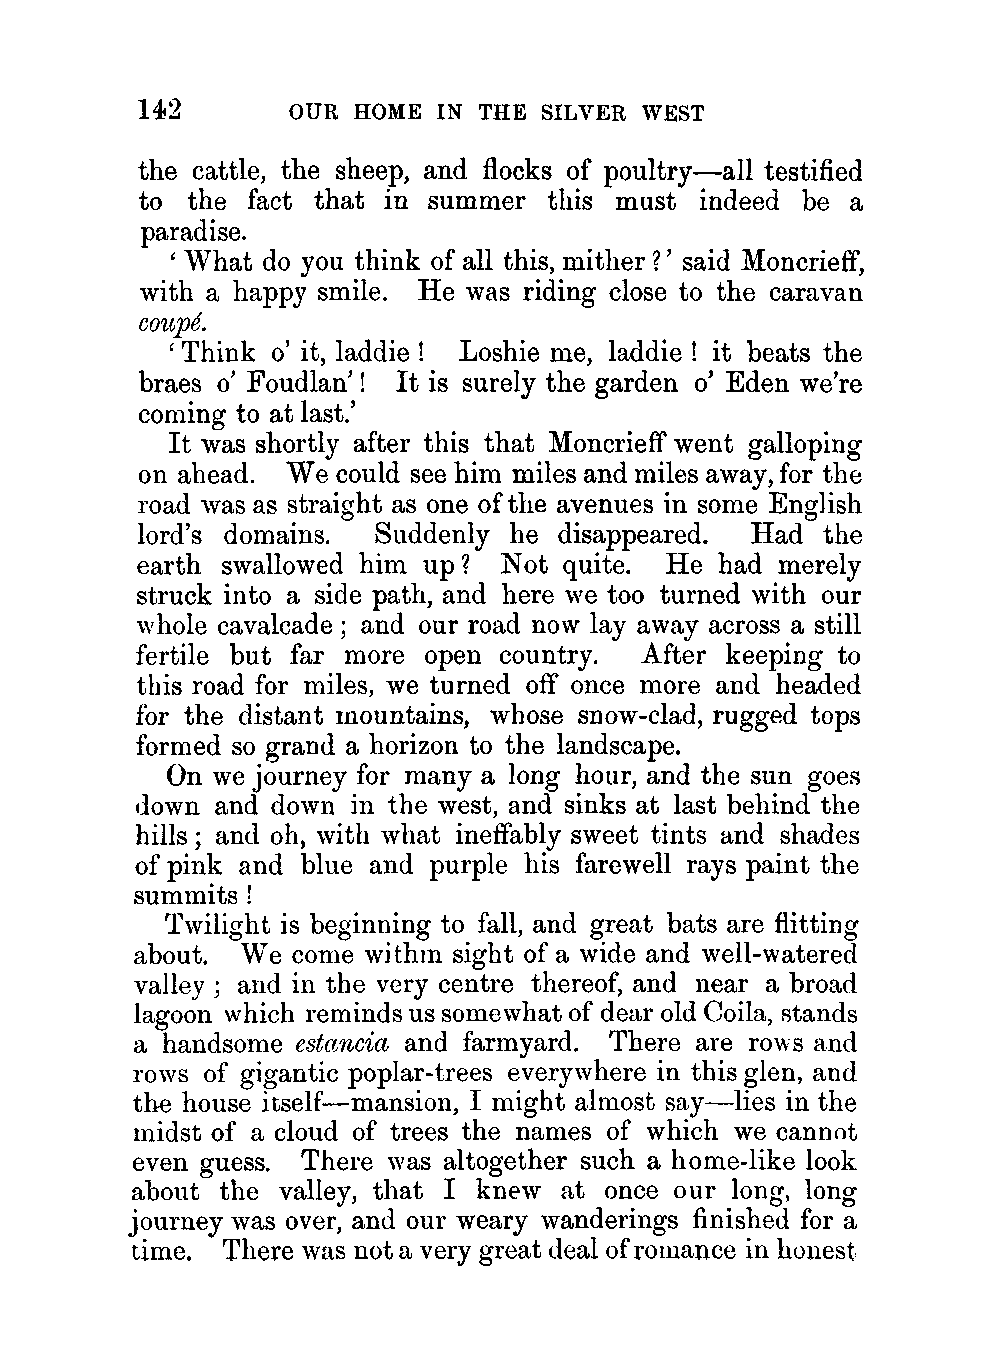 142 OUR HOME IN THE SILVER WEST
the cattle, the sheep, and flocks of poultry—all testified
to the fact that in summer this must indeed be a
paradise.
‘ What do you think of all this, mither ?’ said Moncrieff,
with a happy smile. He was riding close to the caravan
coupé.
‘ Think o’ it, laddie ! Loshie me, laddie ! it beats the
braes o’ Foudlan’ ! It is surely the garden o’ Eden we’re
coming to at last.’
It was shortly after this that Moncrieff went galloping
on ahead. We could see him miles and miles away, for the
road was as straight as one of the avenues in some English
lord’s domains. Suddenly he disappeared. Had the
earth swallowed him up ? Not quite. He had merely
struck into a side path, and here we too turned with our
whole cavalcade ; and our road now lay away across a still
fertile but far more open country. After keeping to
this road for miles, we turned off once more and headed
for the distant mountains, whose snow-clad, rugged tops
formed so grand a horizon to the landscape.
On we journey for many a long hour, and the sun goes
down and down in the west, and sinks at last behind the
hills ; and oh, with what ineffably sweet tints and shades
of pink and blue and purple his farewell rays paint the
summits !
Twilight is beginning to fall, and great bats are flitting
about. We come within sight of a wide and well-watered
valley ; and in the very centre thereof, and near a broad
lagoon which reminds us somewhat of dear old Coila, stands
a handsome estancia and farmyard. There are rows and
rows of gigantic poplar-trees everywhere in this glen, and
the house itself—mansion, I might almost say—lies in the
midst of a cloud of trees the names of which we cannot
even guess. There was altogether such a home-like look
about the valley, that I knew at once our long, long
journey was over, and our weary wanderings finished for a
time. There was not a very great deal of romance in honest